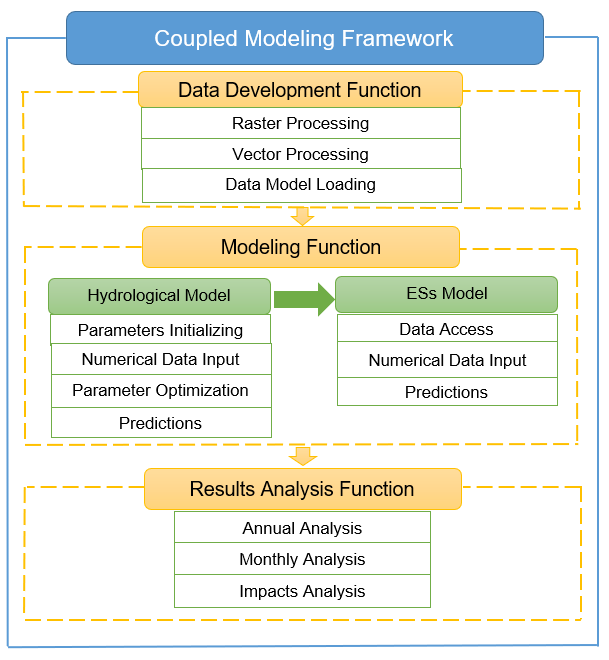 Coupled Modeling Framework
Data Development Function
Raster Processing
Vector Processing
Data Model Loading
Modeling Function
Hydrological Model
Parameters Initializing
Numerical Data Input
Parameter Optimization
Predictions
ESs Model
Data Access
Numerical Data Input
Predictions
Results Analysis Function
Annual Analysis
Monthly Analysis
Impacts Analysis